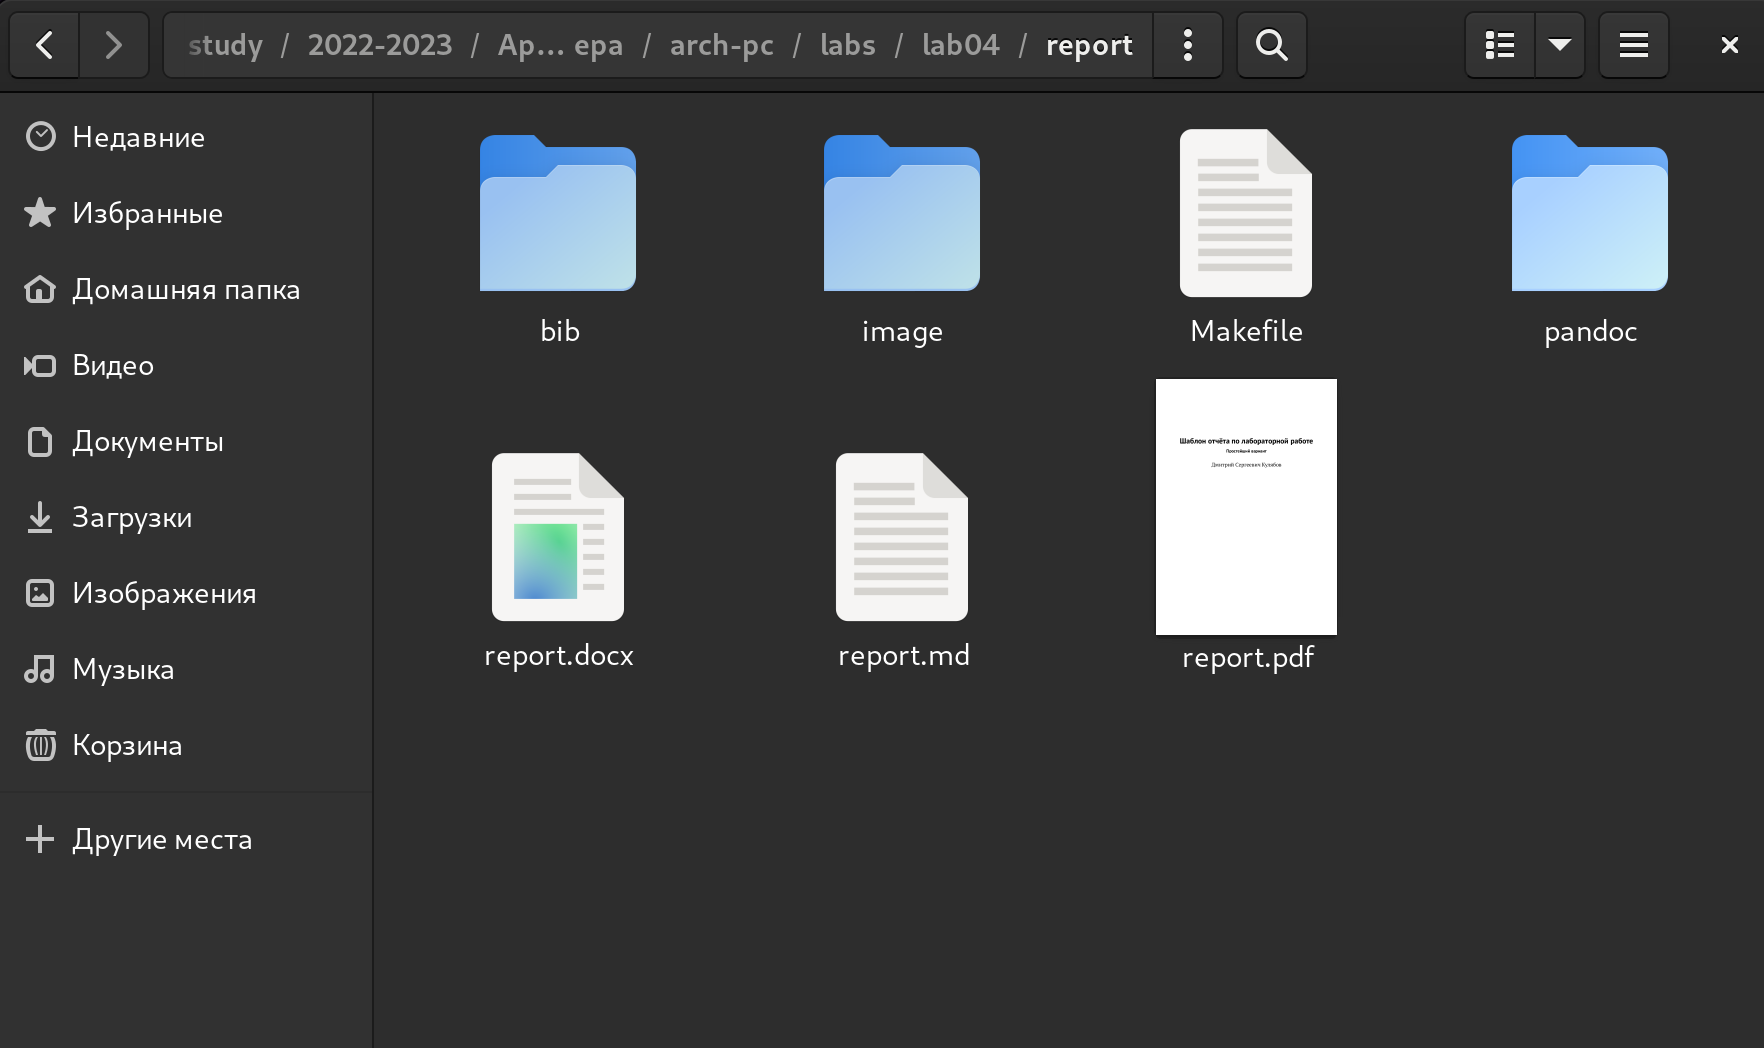 study / 2022-2023 / Ар… ера / arch-pc / labs / lab04 / report
Недавние
Избранные
Домашняя папка
Видео
Документы
Загрузки
Изображения
Музыка
Корзина
Другие места
bib image Makefile pandoc
Шаблон отчёта по лабораторной работе
Простейший вариант
Дмитрий Сергеевич Кулябов
report.docx report.md report.pdf